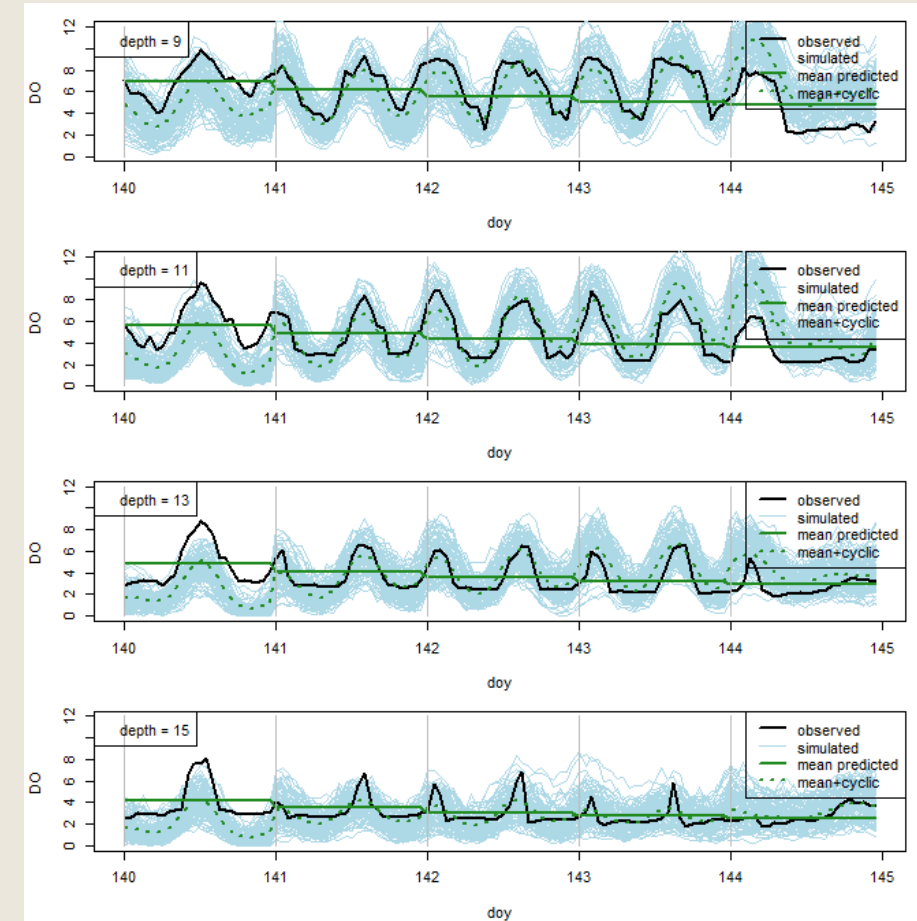 depth = 9
observed
simulated
mean predicted
mean+cyclic
DO
0 2 4 6 8 12
140 141 142 143 144 145
doy
depth = 11
observed
simulated
mean predicted
mean+cyclic
DO
0 2 4 6 8 12
140 141 142 143 144 145
doy
depth = 13
observed
simulated
mean predicted
mean+cyclic
DO
0 2 4 6 8 12
140 141 142 143 144 145
doy
depth = 15
observed
simulated
mean predicted
mean+cyclic
DO
0 2 4 6 8 12
140 141 142 143 144 145
doy